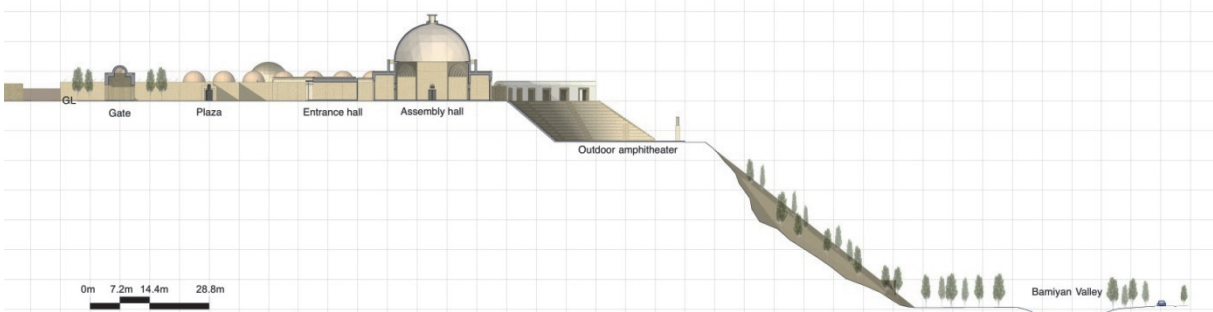 GL
Gate
Plaza
Entrance hall
Assembly hall
Outdoor amphitheater
0m 7.2m 14.4m 28.8m
Bamiyan Valley